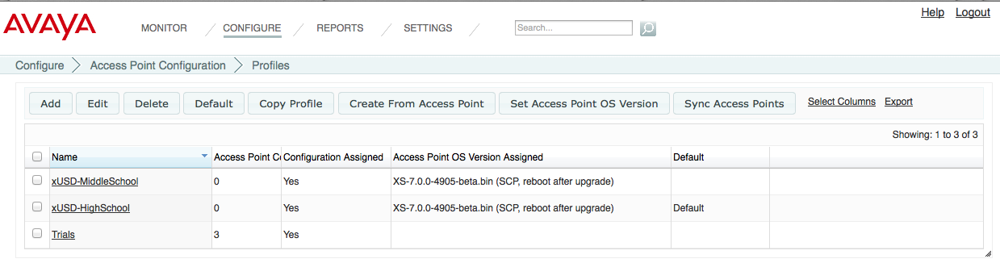 Help Logout
AVAYA MONITOR CONFIGURE REPORTS SETTINGS Search...
Configure Access Point Configuration Profiles
Add Edit Delete Default Copy Profile Create From Access Point Set Access Point OS Version Sync Access Points Select Columns Export
Showing: 1 to 3 of 3
Name Access Point Co Configuration Assigned Access Point OS Version Assigned Default
xUSD-MiddleSchool 0 Yes XS-7.0.0-4905-beta.bin (SCP, reboot after upgrade)
xUSD-HighSchool 0 Yes XS-7.0.0-4905-beta.bin (SCP, reboot after upgrade) Default
Trials 3 Yes